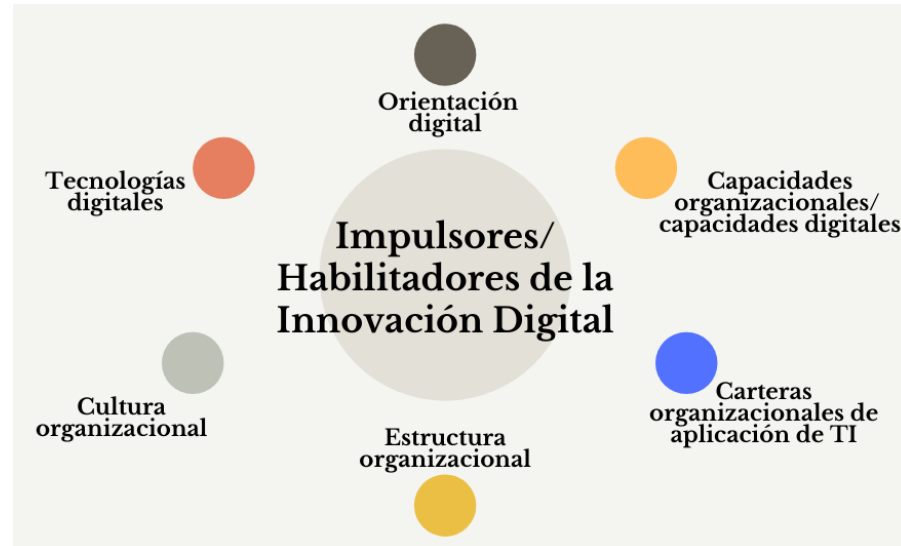 Orientación
digital
Tecnologías
digitales
Capacidades
organizacionales/
capacidades digitales
Impulsores/
Habilitadores de la
Innovación Digital
Cultura
organizacional
Carteras
organizacionales de
aplicación de TI
Estructura
organizacional